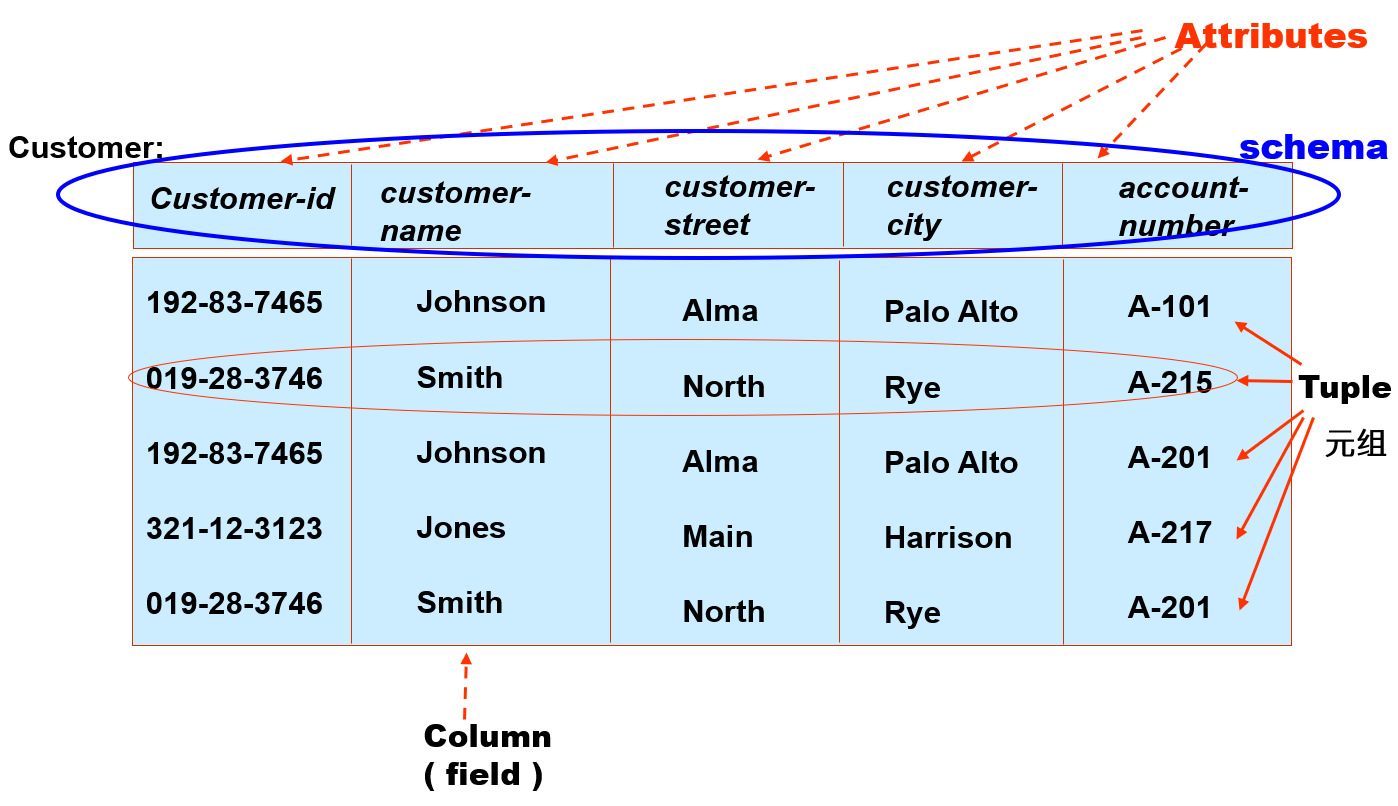 Attributes
Customer:
schema
Customer-id
customer-
name
customer-
street
customer-
city
account-
number
192-83-7465 Johnson Alma Palo Alto A-101
019-28-3746 Smith North Rye A-215
192-83-7465 Johnson Alma Palo Alto A-201
321-12-3123 Jones Main Harrison A-217
019-28-3746 Smith North Rye A-201
Tuple
元组
Column
( field )